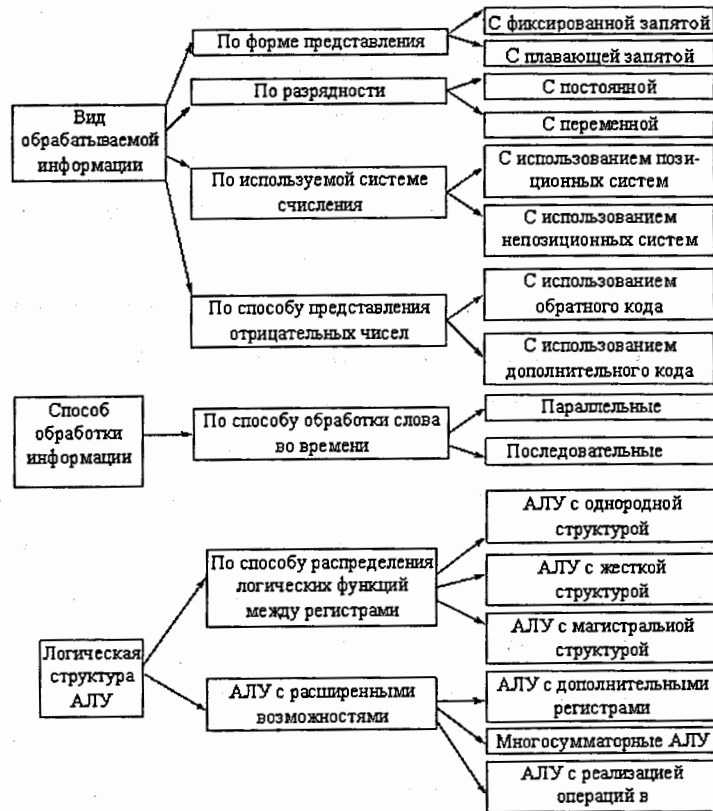 Вид
обрабатываемой
информации
По форме представления
С фиксированной запятой
С плавающей запятой
По разрядности
С постоянной
С переменной
По используемой системе
счисления
С использованием пози-
ционных систем
С использованием
непозиционных систем
По способу представления
отрицательных чисел
С использованием
обратного кода
С использованием
дополнительного кода
Способ
обработки
информации
По способу обработки слова
во времени
Параллельные
Последовательные
Логическая
структура
АЛУ
По способу распределения
логических функций
между регистрами
АЛУ с однородной
структурой
АЛУ с жесткой
структурой
АЛУ с магистралиой
структурой
АЛУ с расширенными
возможностями
АЛУ с дополнительными
регистрами
Многосумматорные АЛУ
АЛУ с реализацией
операций в